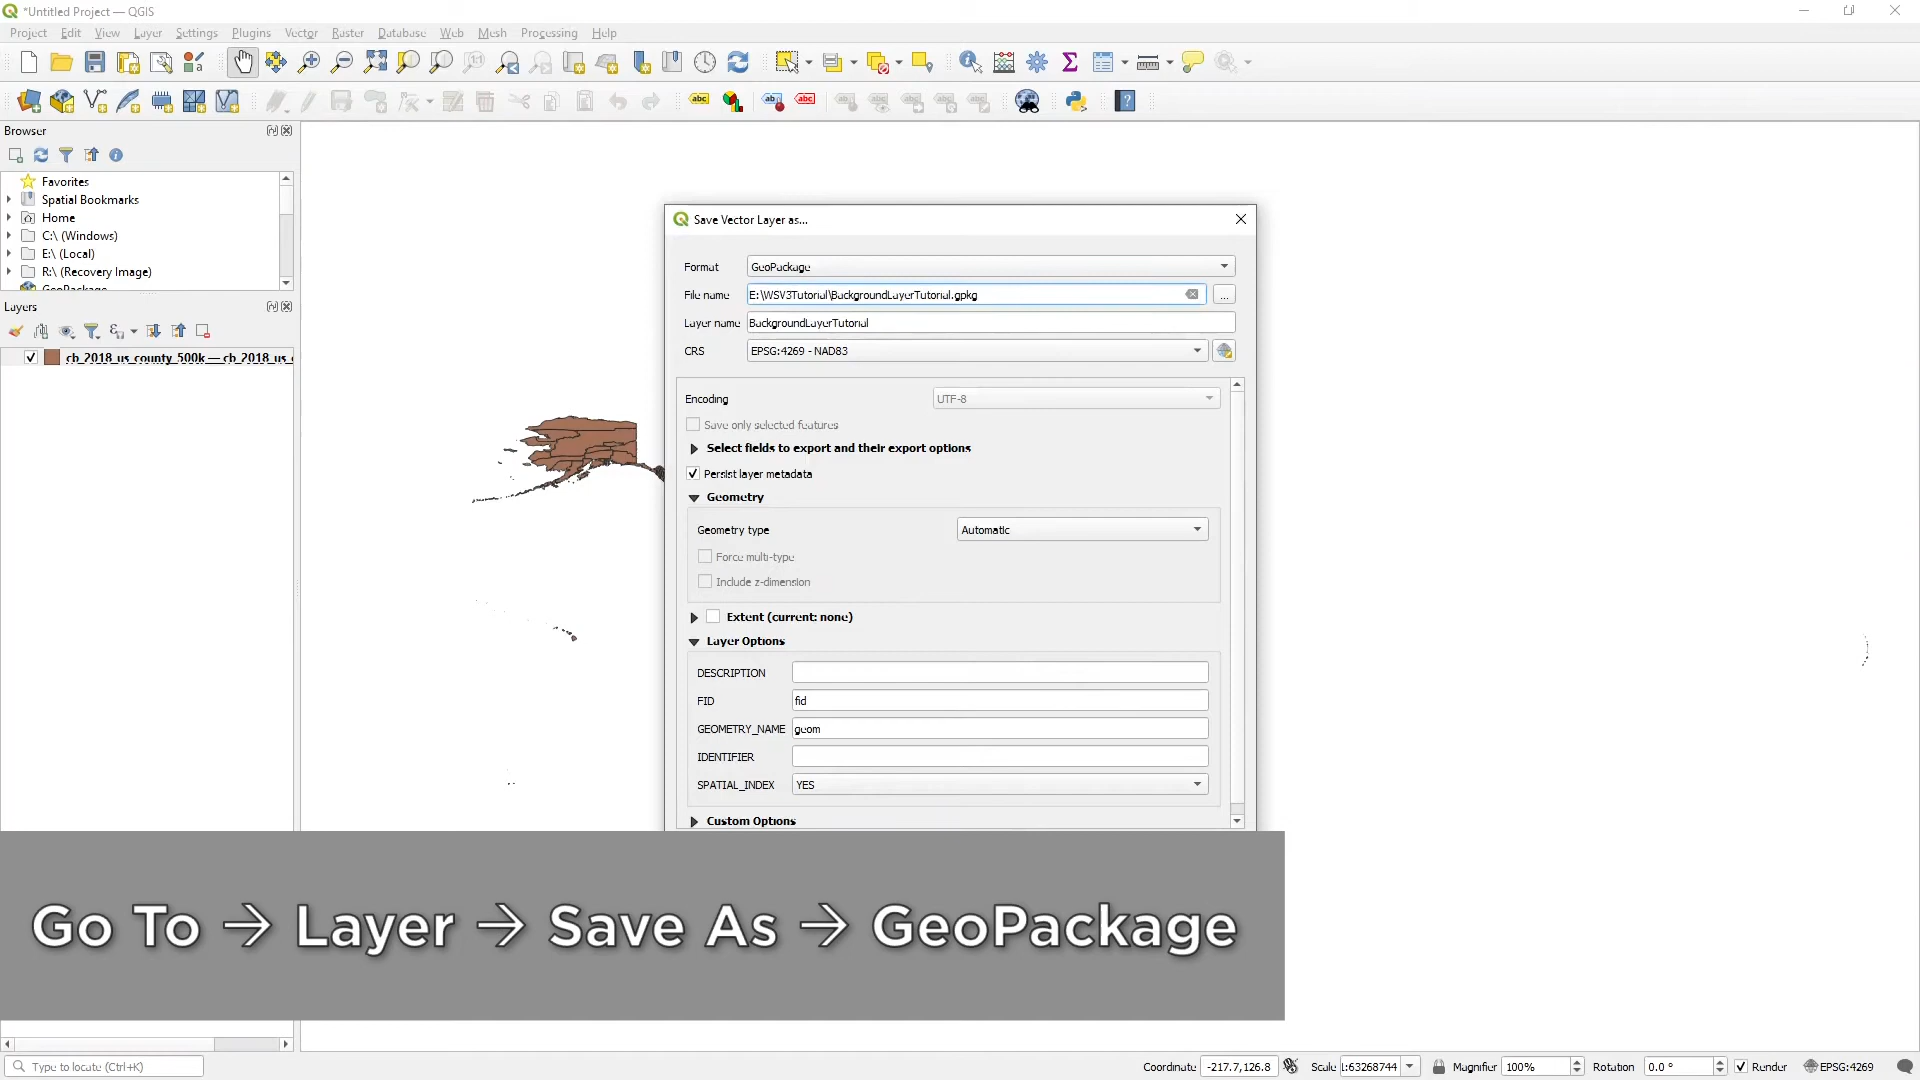 *Untitled Project — QGIS
Project Edit View Layer Settings Plugins Vector Raster Database Web Mesh Processing Help
Browser
Favorites
Spatial Bookmarks
Home
C:\ (Windows)
E:\ (Local)
R:\ (Recovery Image)
GeoPackage
Layers
cb_2018_us_county_500k — cb_2018_us_c
Save Vector Layer as...
Format GeoPackage
File name E:\WSV3Tutorial\BackgroundLayerTutorial.gpkg ...
Layer name BackgroundLayerTutorial
CRS EPSG:4269 - NAD83
Encoding UTF-8
Save only selected features
Select fields to export and their export options
Persist layer metadata
Geometry
Geometry type Automatic
Force multi-type
Include z-dimension
Extent (current: none)
Layer Options
DESCRIPTION
FID fid
GEOMETRY_NAME geom
IDENTIFIER
SPATIAL_INDEX YES
Custom Options
Go To → Layer → Save As → GeoPackage
Type to locate (Ctrl+K) Coordinate -217.7,126.8 Scale 1:63268744 Magnifier 100% Rotation 0.0 ° Render EPSG:4269